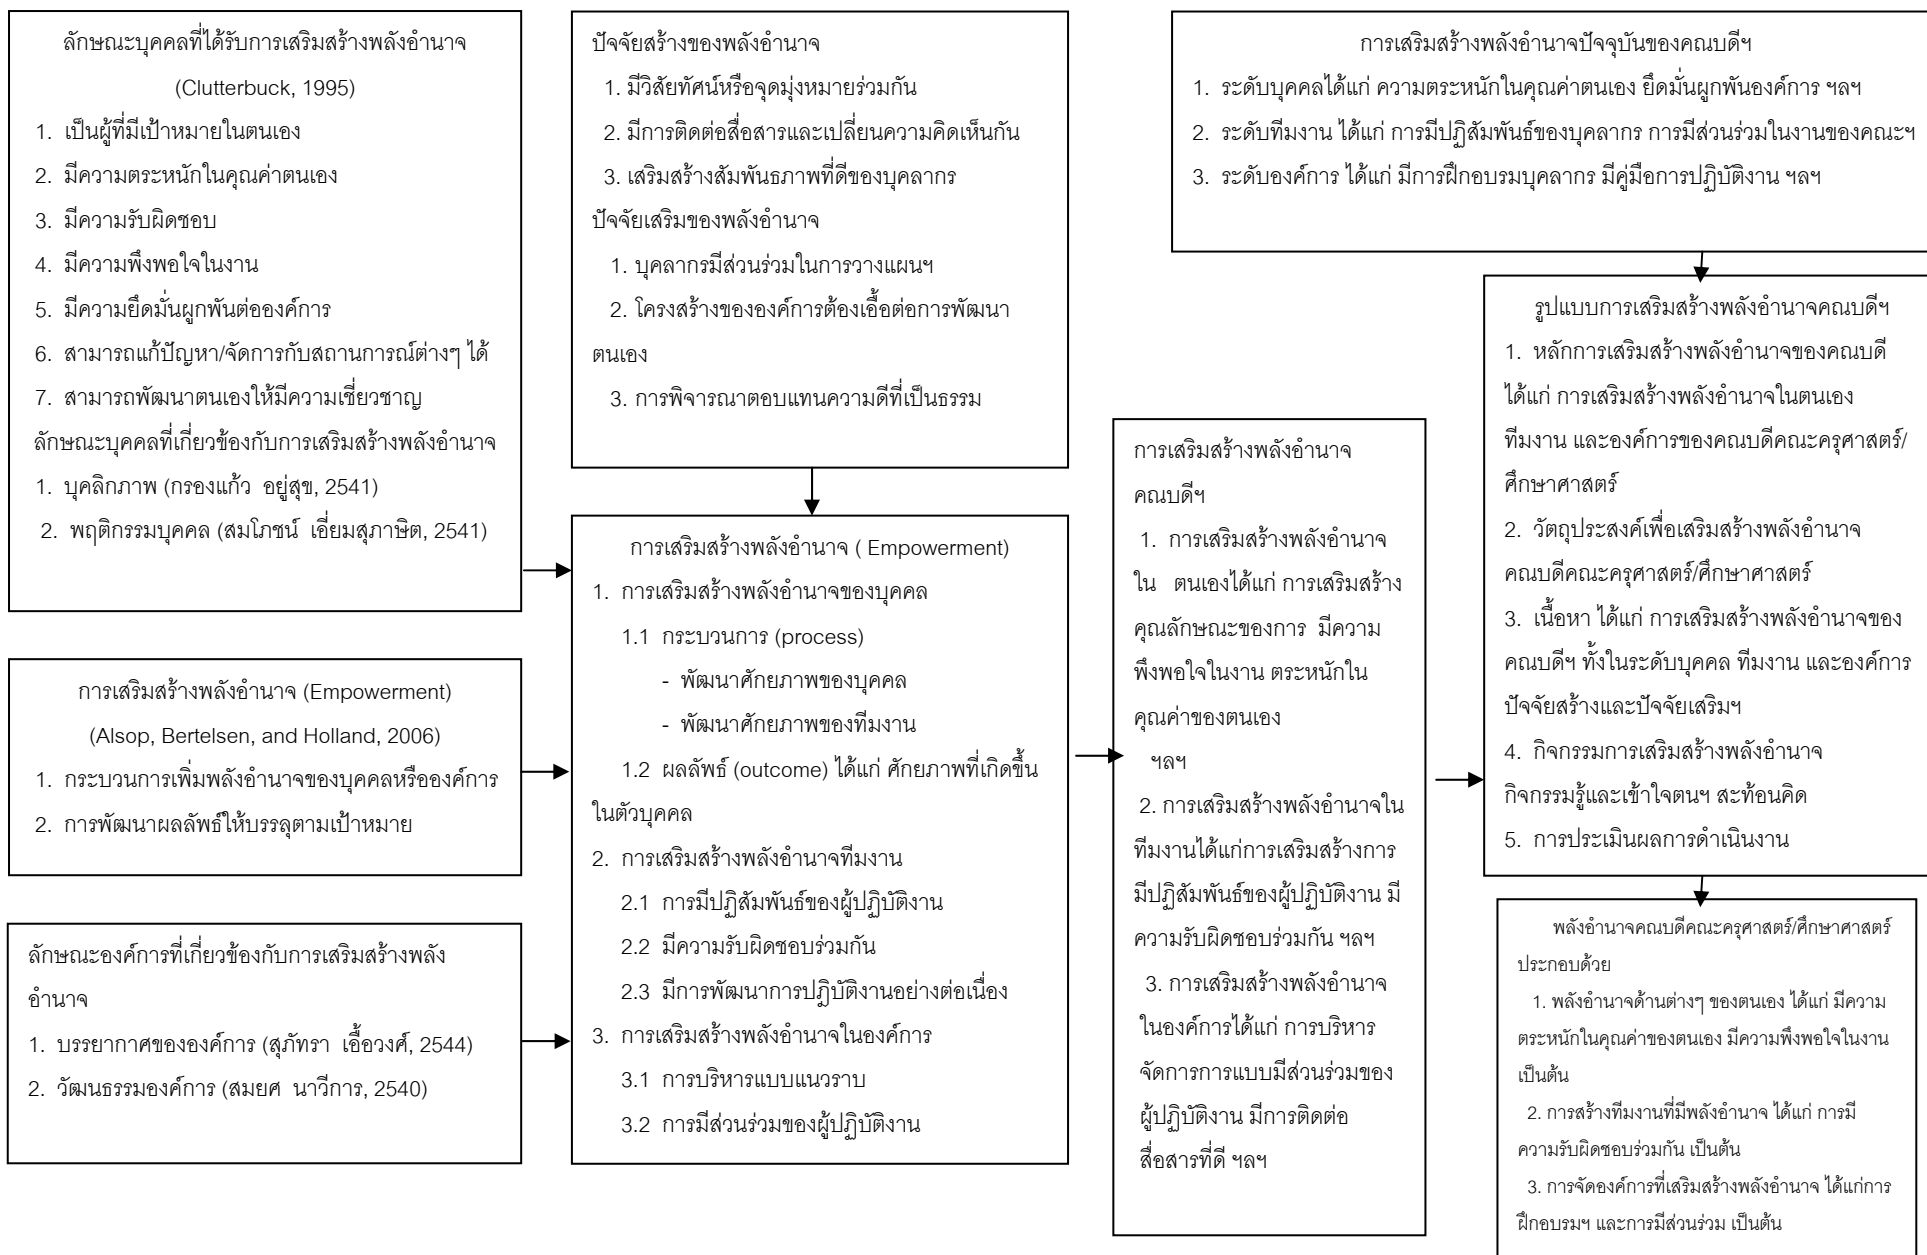 ลักษณะบุคคลที่ได้รับการเสริมสร้างพลังอำนาจ
(Clutterbuck, 1995)
1. เป็นผู้ที่มีเป้าหมายในตนเอง
2. มีความตระหนักในคุณค่าตนเอง
3. มีความรับผิดชอบ
4. มีความพึงพอใจในงาน
5. มีความยึดมั่นผูกพันต่อองค์การ
6. สามารถแก้ปัญหา/จัดการกับสถานการณ์ต่างๆ ได้
7. สามารถพัฒนาตนเองให้มีความเชี่ยวชาญ
ลักษณะบุคคลที่เกี่ยวข้องกับการเสริมสร้างพลังอำนาจ
1. บุคลิกภาพ (กรองแก้ว อยู่สุข, 2541)
2. พฤติกรรมบุคคล (สมโภชน์ เอี่ยมสุภาษิต, 2541)
การเสริมสร้างพลังอำนาจ (Empowerment)
(Alsop, Bertelsen, and Holland, 2006)
1. กระบวนการเพิ่มพลังอำนาจของบุคคลหรือองค์การ
2. การพัฒนาผลลัพธ์ให้บรรลุตามเป้าหมาย
ลักษณะองค์การที่เกี่ยวข้องกับการเสริมสร้างพลัง
อำนาจ
1. บรรยากาศขององค์การ (สุภัทรา เอื้อวงศ์, 2544)
2. วัฒนธรรมองค์การ (สมยศ นาวีการ, 2540)
ปัจจัยสร้างของพลังอำนาจ
1. มีวิสัยทัศน์หรือจุดมุ่งหมายร่วมกัน
2. มีการติดต่อสื่อสารและเปลี่ยนความคิดเห็นกัน
3. เสริมสร้างสัมพันธภาพที่ดีของบุคลากร
ปัจจัยเสริมของพลังอำนาจ
1. บุคลากรมีส่วนร่วมในการวางแผนฯ
2. โครงสร้างขององค์การต้องเอื้อต่อการพัฒนา
ตนเอง
3. การพิจารณาตอบแทนความดีที่เป็นธรรม
การเสริมสร้างพลังอำนาจ ( Empowerment)
1. การเสริมสร้างพลังอำนาจของบุคคล
1.1 กระบวนการ (process)
- พัฒนาศักยภาพของบุคคล
- พัฒนาศักยภาพของทีมงาน
1.2 ผลลัพธ์ (outcome) ได้แก่ ศักยภาพที่เกิดขึ้น
ในตัวบุคคล
2. การเสริมสร้างพลังอำนาจทีมงาน
2.1 การมีปฏิสัมพันธ์ของผู้ปฏิบัติงาน
2.2 มีความรับผิดชอบร่วมกัน
2.3 มีการพัฒนาการปฏิบัติงานอย่างต่อเนื่อง
3. การเสริมสร้างพลังอำนาจในองค์การ
3.1 การบริหารแบบแนวราบ
3.2 การมีส่วนร่วมของผู้ปฏิบัติงาน
การเสริมสร้างพลังอำนาจ
คณบดีฯ
1. การเสริมสร้างพลังอำนาจ
ใน ตนเองได้แก่ การเสริมสร้าง
คุณลักษณะของการ มีความ
พึงพอใจในงาน ตระหนักใน
คุณค่าของตนเอง
ฯลฯ
2. การเสริมสร้างพลังอำนาจใน
ทีมงานได้แก่การเสริมสร้างการ
มีปฏิสัมพันธ์ของผู้ปฏิบัติงาน มี
ความรับผิดชอบร่วมกัน ฯลฯ
3. การเสริมสร้างพลังอำนาจ
ในองค์การได้แก่ การบริหาร
จัดการการแบบมีส่วนร่วมของ
ผู้ปฏิบัติงาน มีการติดต่อ
สื่อสารที่ดี ฯลฯ
การเสริมสร้างพลังอำนาจปัจจุบันของคณบดีฯ
1. ระดับบุคคลได้แก่ ความตระหนักในคุณค่าตนเอง ยึดมั่นผูกพันองค์การ ฯลฯ
2. ระดับทีมงาน ได้แก่ การมีปฏิสัมพันธ์ของบุคลากร การมีส่วนร่วมในงานของคณะฯ
3. ระดับองค์การ ได้แก่ มีการฝึกอบรมบุคลากร มีคู่มือการปฏิบัติงาน ฯลฯ
รูปแบบการเสริมสร้างพลังอำนาจคณบดีฯ
1. หลักการเสริมสร้างพลังอำนาจของคณบดี
ได้แก่ การเสริมสร้างพลังอำนาจในตนเอง
ทีมงาน และองค์การของคณบดีคณะครุศาสตร์/
ศึกษาศาสตร์
2. วัตถุประสงค์เพื่อเสริมสร้างพลังอำนาจ
คณบดีคณะครุศาสตร์/ศึกษาศาสตร์
3. เนื้อหา ได้แก่ การเสริมสร้างพลังอำนาจของ
คณบดีฯ ทั้งในระดับบุคคล ทีมงาน และองค์การ
ปัจจัยสร้างและปัจจัยเสริมฯ
4. กิจกรรมการเสริมสร้างพลังอำนาจ
กิจกรรมรู้และเข้าใจตนฯ สะท้อนคิด
5. การประเมินผลการดำเนินงาน
พลังอำนาจคณบดีคณะครุศาสตร์/ศึกษาศาสตร์
ประกอบด้วย
1. พลังอำนาจด้านต่างๆ ของตนเอง ได้แก่ มีความ
ตระหนักในคุณค่าของตนเอง มีความพึงพอใจในงาน
เป็นต้น
2. การสร้างทีมงานที่มีพลังอำนาจ ได้แก่ การมี
ความรับผิดชอบร่วมกัน เป็นต้น
3. การจัดองค์การที่เสริมสร้างพลังอำนาจ ได้แก่การ
ฝึกอบรมฯ และการมีส่วนร่วม เป็นต้น